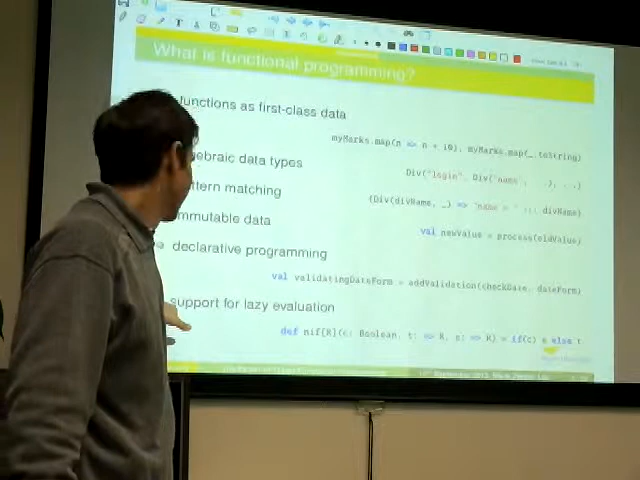 What is functional programming?
functions as first-class data
myMarks.map(n => n + 10), myMarks.map(_.toString)
ebraic data types
Div("login", Div("name", ...), ...)
ttern matching
(Div(divName, _) => "name = " ::: divName)
mmutable data
val newValue = process(oldValue)
declarative programming
val validatingDateForm = addValidation(checkDate, dateForm)
support for lazy evaluation
def nif[R](c: Boolean, t: => R, e: => R) = if(c) e else t